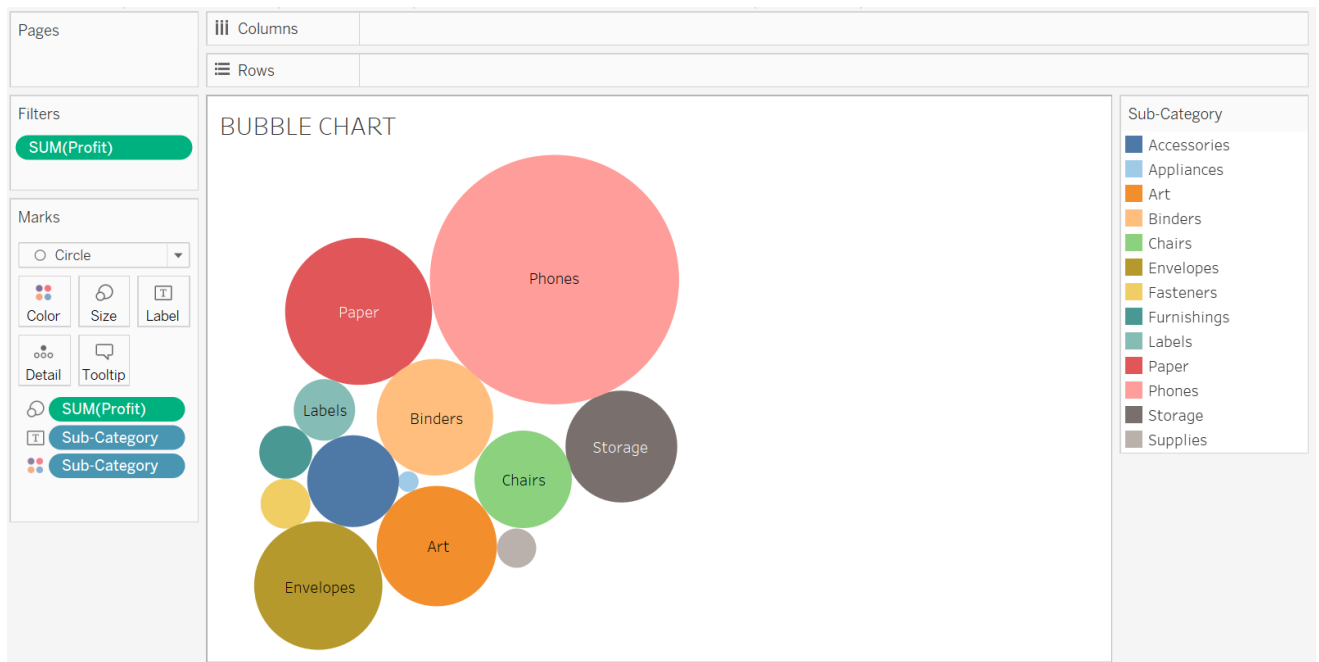 Pages
Columns
Rows
Filters
SUM(Profit)
Marks
Circle
Color
Size
T
Label
Detail
Tooltip
SUM(Profit)
T
Sub-Category
Sub-Category
BUBBLE CHART
Phones
Paper
Labels
Binders
Storage
Chairs
Art
Envelopes
Sub-Category
Accessories
Appliances
Art
Binders
Chairs
Envelopes
Fasteners
Furnishings
Labels
Paper
Phones
Storage
Supplies